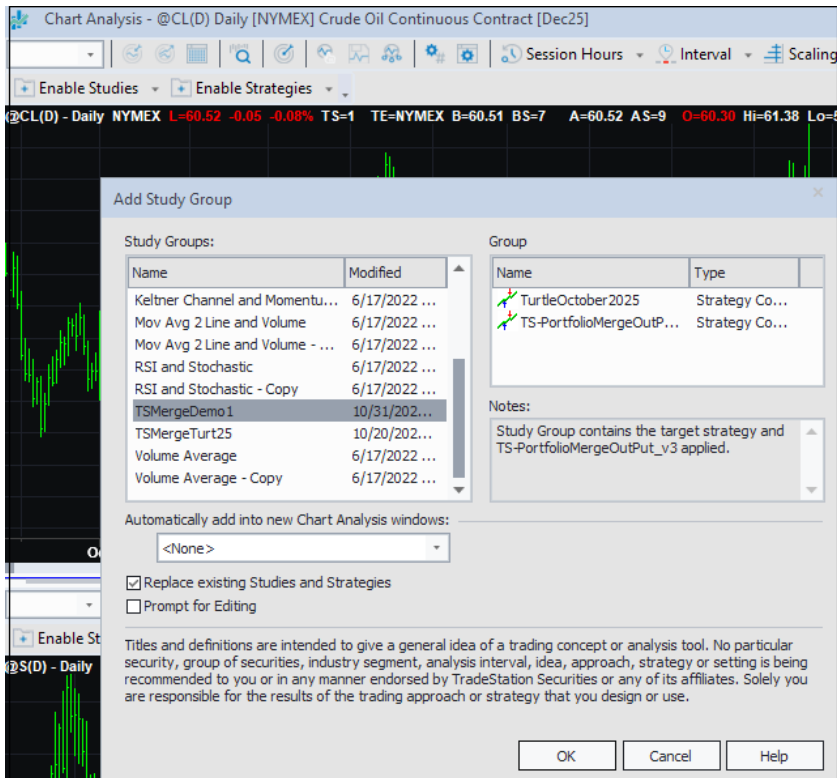 Chart Analysis - @CL(D) Daily [NYMEX] Crude Oil Continuous Contract [Dec25]
Session Hours Interval Scaling
Enable Studies Enable Strategies
@CL(D) - Daily NYMEX L=60.52 -0.05 -0.08% TS=1 TE=NYMEX B=60.51 BS=7 A=60.52 AS=9 O=60.30 Hi=61.38
Add Study Group
Study Groups:
Name Modified
Keltner Channel and Momentu... 6/17/2022 ...
Mov Avg 2 Line and Volume 6/17/2022 ...
Mov Avg 2 Line and Volume - ... 6/17/2022 ...
RSI and Stochastic 6/17/2022 ...
RSI and Stochastic - Copy 6/17/2022 ...
TSMergeDemo1 10/31/202...
TSMergeTurt25 10/20/202...
Volume Average 6/17/2022 ...
Volume Average - Copy 6/17/2022 ...
Group
Name Type
TurtleOctober2025 Strategy Co...
TS-PortfolioMergeOutP... Strategy Co...
Notes:
Study Group contains the target strategy and
TS-PortfolioMergeOutPut_v3 applied.
Automatically add into new Chart Analysis windows:
<None>
Replace existing Studies and Strategies
Prompt for Editing
Titles and definitions are intended to give a general idea of a trading concept or analysis tool. No particular
security, group of securities, industry segment, analysis interval, idea, approach, strategy or setting is being
recommended to you or in any manner endorsed by TradeStation Securities or any of its affiliates. Solely you
are responsible for the results of the trading approach or strategy that you design or use.
OK Cancel Help
Enable St
@S(D) - Daily